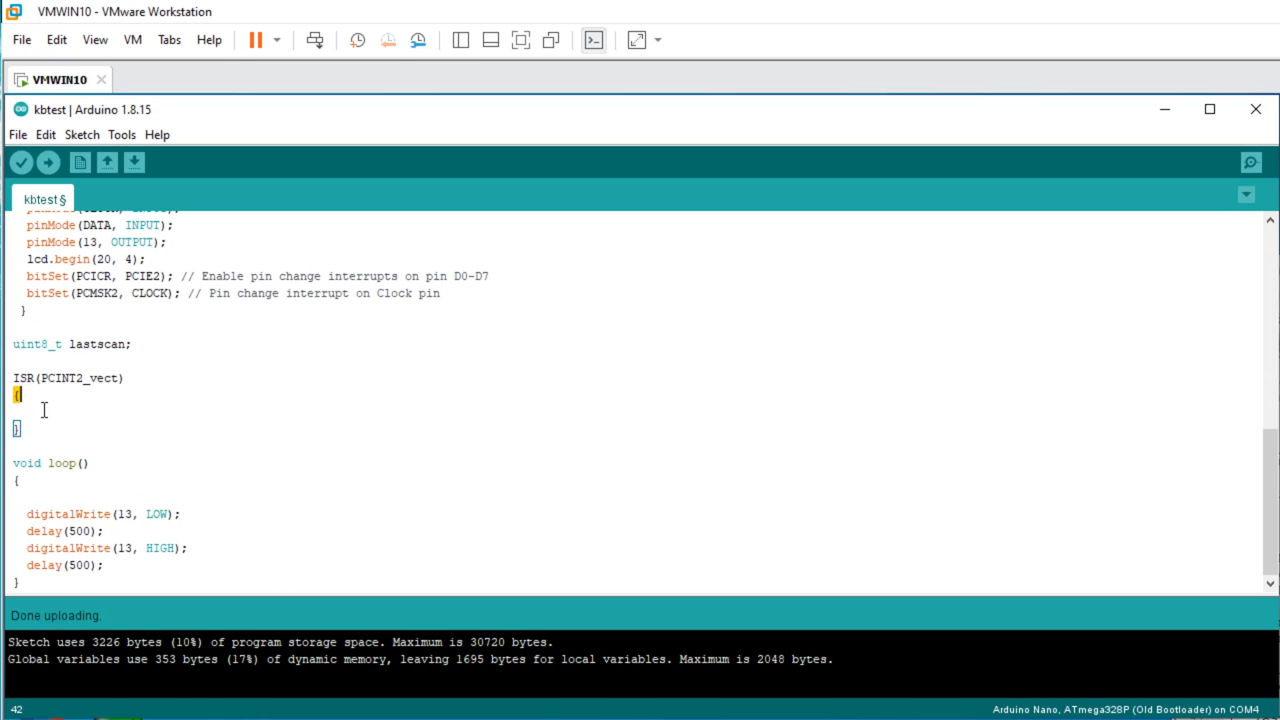 VMWIN10 - VMware Workstation
File Edit View VM Tabs Help
VMWIN10
kbtest | Arduino 1.8.15
File Edit Sketch Tools Help
kbtest §
pinMode(DATA, INPUT);
pinMode(13, OUTPUT);
lcd.begin(20, 4);
bitSet(PCICR, PCIE2); // Enable pin change interrupts on pin D0-D7
bitSet(PCMSK2, CLOCK); // Pin change interrupt on Clock pin
}
uint8_t lastscan;
ISR(PCINT2_vect)
{
}
void loop()
{
digitalWrite(13, LOW);
delay(500);
digitalWrite(13, HIGH);
delay(500);
}
Done uploading.
Sketch uses 3226 bytes (10%) of program storage space. Maximum is 30720 bytes.
Global variables use 353 bytes (17%) of dynamic memory, leaving 1695 bytes for local variables. Maximum is 2048 bytes.
42
Arduino Nano, ATmega328P (Old Bootloader) on COM4